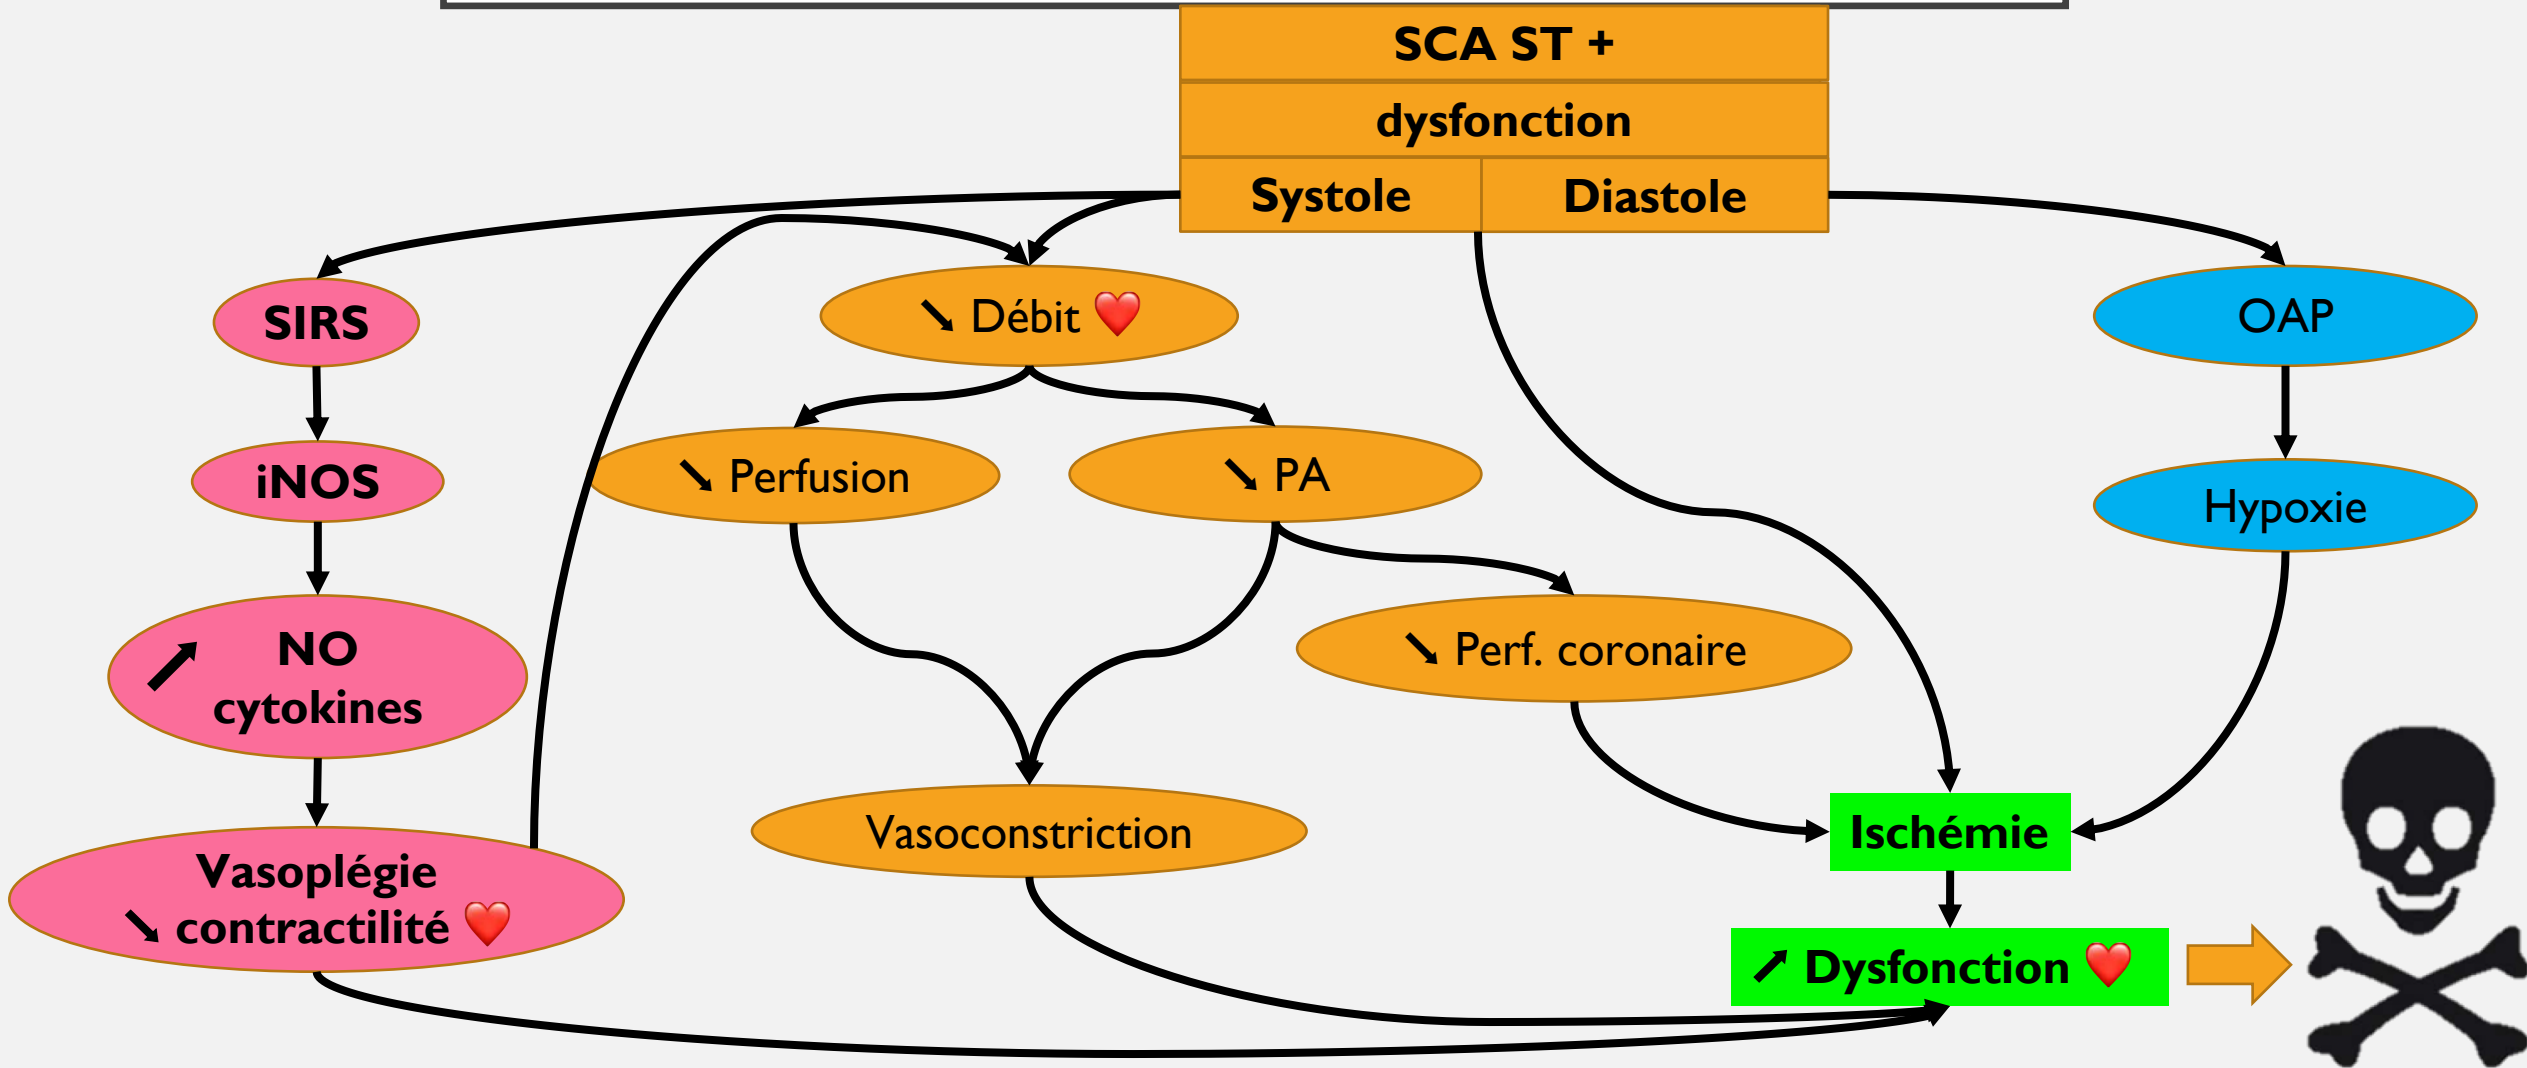 SCA ST +
dysfonction
Systole
Diastole
SIRS
↘ Débit ❤️
OAP
iNOS
↘ Perfusion
↘ PA
Hypoxie
↗ NO
cytokines
↘ Perf. coronaire
Vasoconstriction
Ischémie
Vasoplégie
↘ contractilité ❤️
↗ Dysfonction ❤️